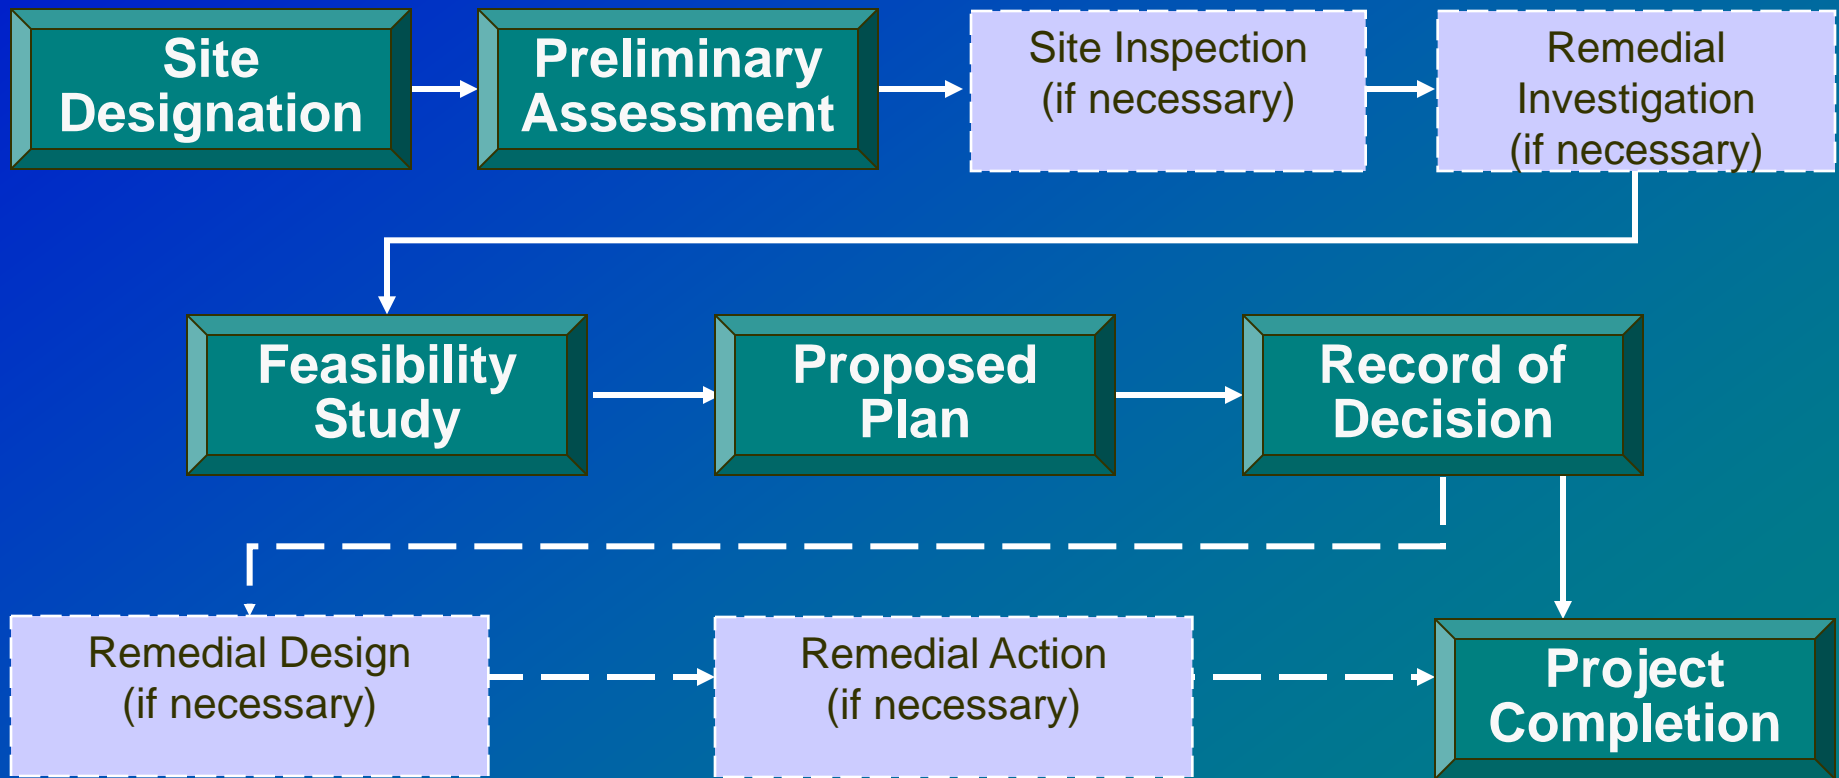 Site
Designation
Preliminary
Assessment
Site Inspection
(if necessary)
Remedial
Investigation
(if necessary)
Feasibility
Study
Proposed
Plan
Record of
Decision
Remedial Design
(if necessary)
Remedial Action
(if necessary)
Project
Completion